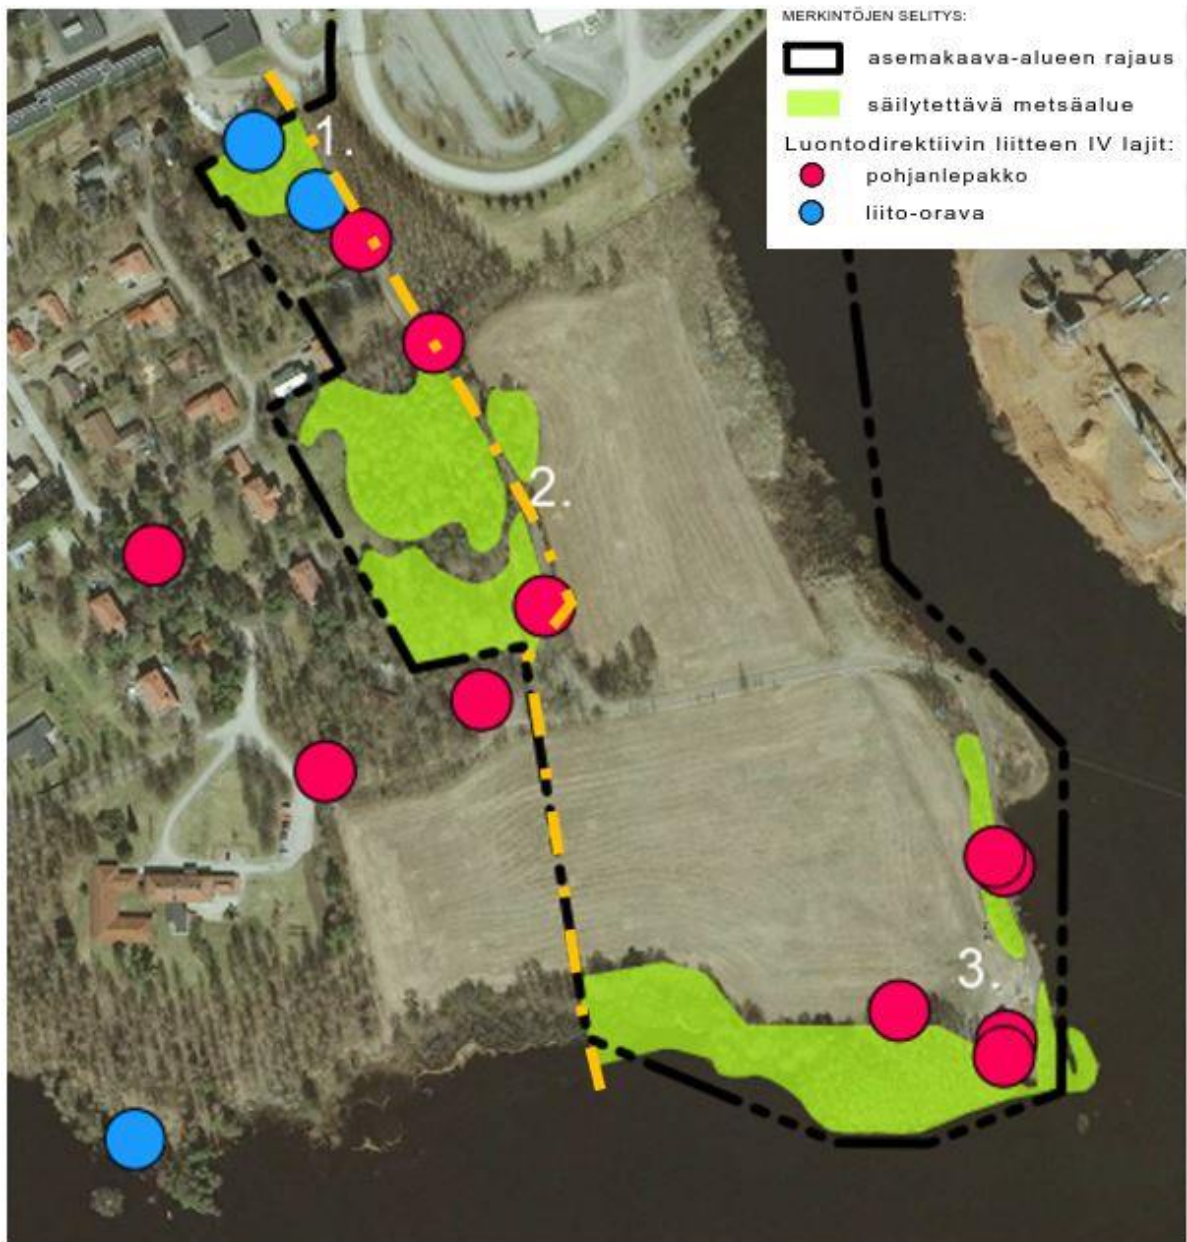 MERKINTÖJEN SELITYS:
asemakaava-alueen rajaus
säilytettävä metsäalue
Luontodirektiivin liitteen IV lajit:
pohjanlepakko
liito-orava
1.
2.
3.